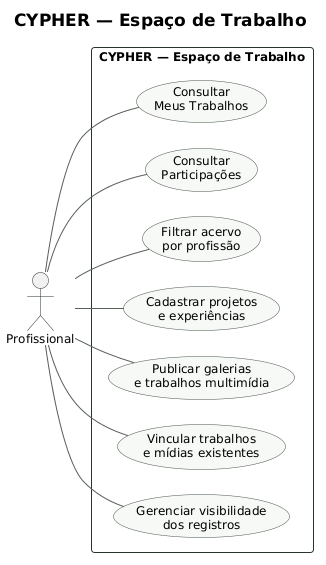 CYPHER — Espaço de Trabalho
CYPHER — Espaço de Trabalho
Consultar
Meus Trabalhos
Consultar
Participações
Filtrar acervo
por profissão
Cadastrar projetos
e experiências
Profissional
Publicar galerias
e trabalhos multimídia
Vincular trabalhos
e mídias existentes
Gerenciar visibilidade
dos registros